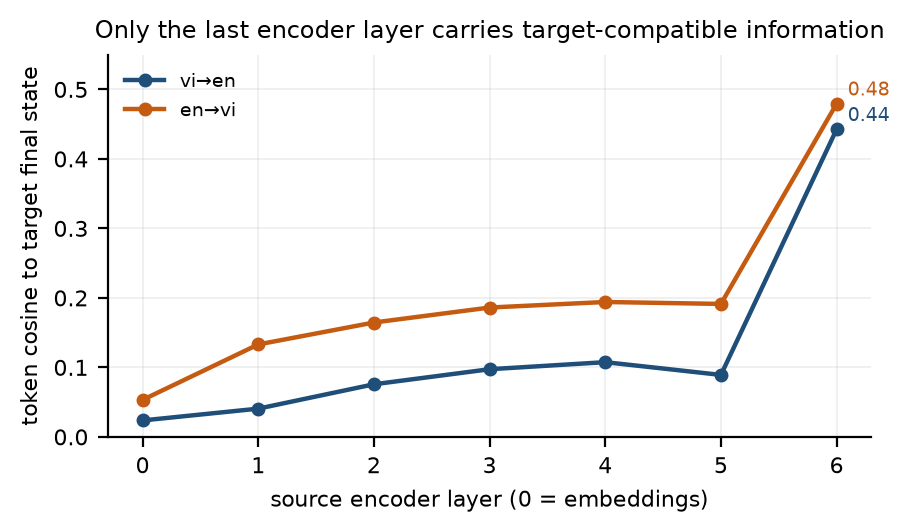 Only the last encoder layer carries target-compatible information
token cosine to target final state
0.5
0.4
0.3
0.2
0.1
0.0
vi→en
en→vi
0.48
0.44
0 1 2 3 4 5 6
source encoder layer (0 = embeddings)